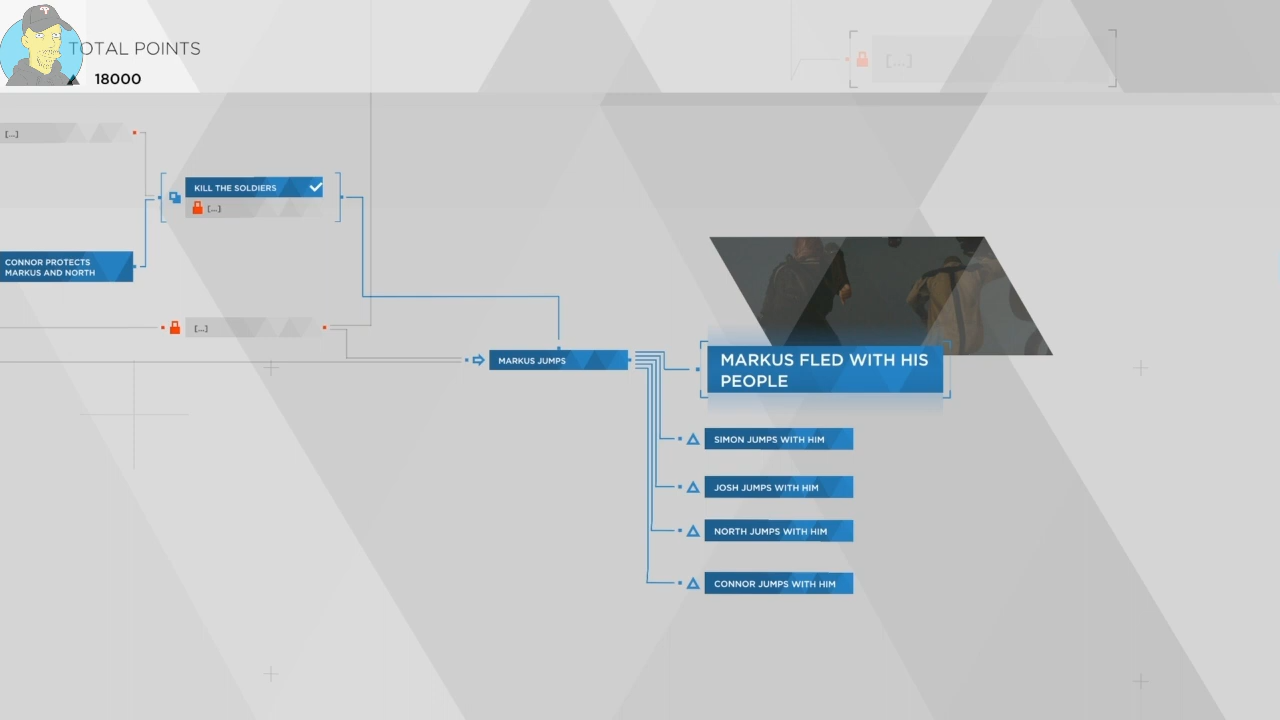 TOTAL POINTS
18000
[...]
[...]
KILL THE SOLDIERS
[...]
CONNOR PROTECTS
MARKUS AND NORTH
[...]
MARKUS JUMPS
MARKUS FLED WITH HIS
PEOPLE
SIMON JUMPS WITH HIM
JOSH JUMPS WITH HIM
NORTH JUMPS WITH HIM
CONNOR JUMPS WITH HIM